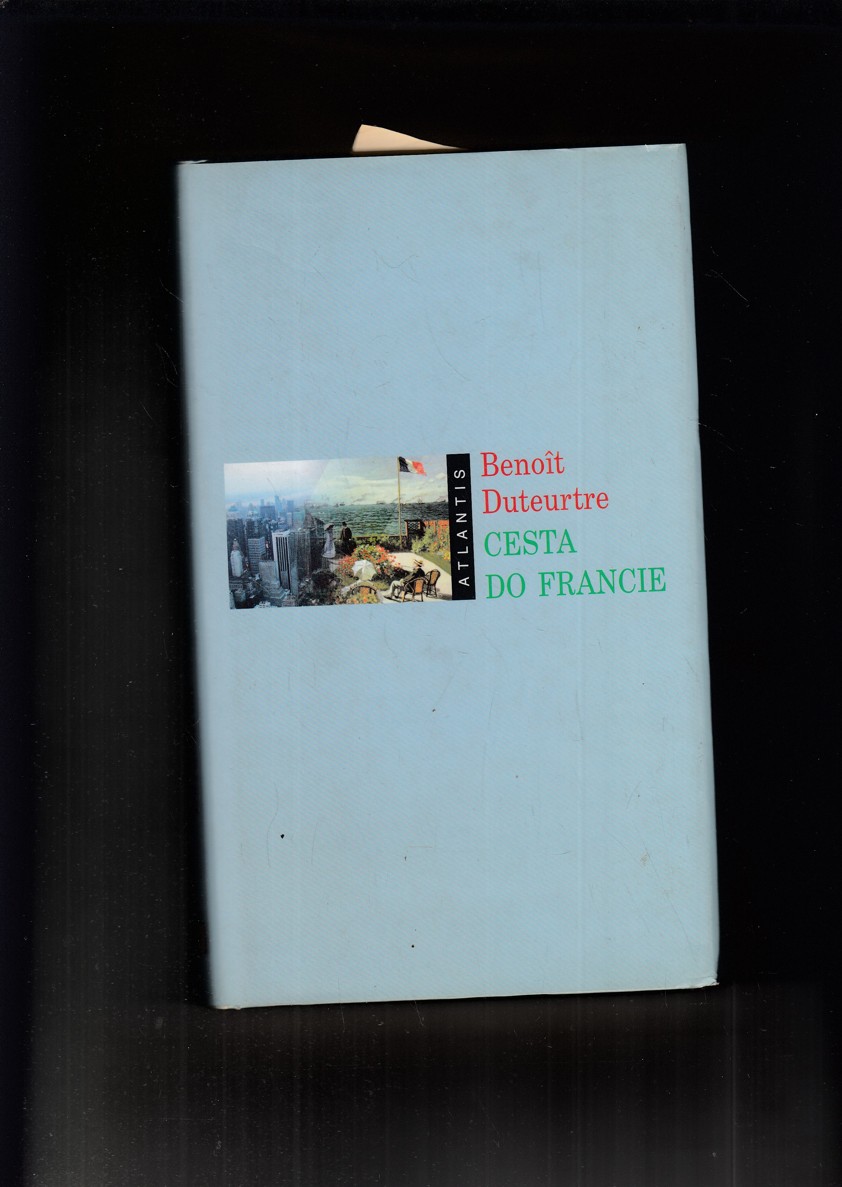 ATLANTIS
Benoît
Duteurtre
CESTA
DO FRANCIE